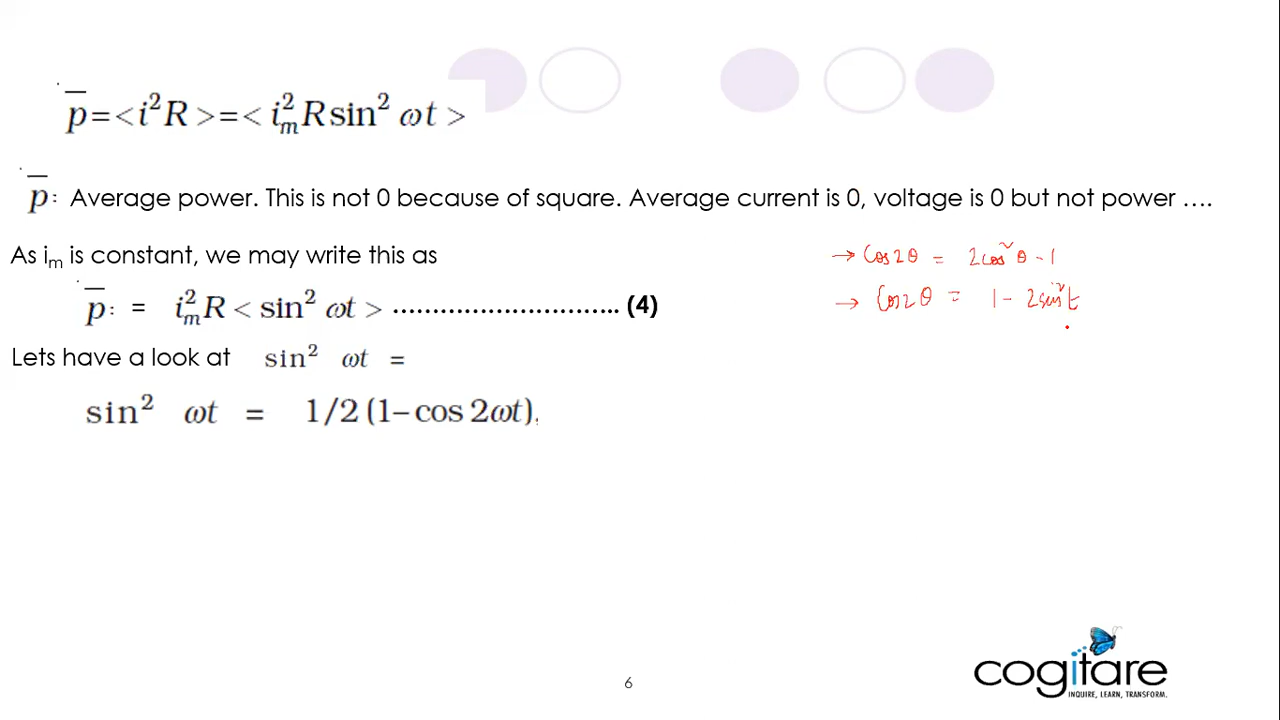 p̅ = < i² R > = < i²ₘ R sin² ωt >
p̅ : Average power. This is not 0 because of square. Average current is 0, voltage is 0 but not power ….
As iₘ is constant, we may write this as
→ Cos2θ = 2cos²θ - 1
p̅ : = i²ₘ R < sin² ωt > ……………………….. (4)
→ Cos2θ = 1 - 2sin²t
Lets have a look at sin² ωt =
sin² ωt = 1/2 (1– cos 2ωt),
cogitare
INQUIRE, LEARN, TRANSFORM.
6